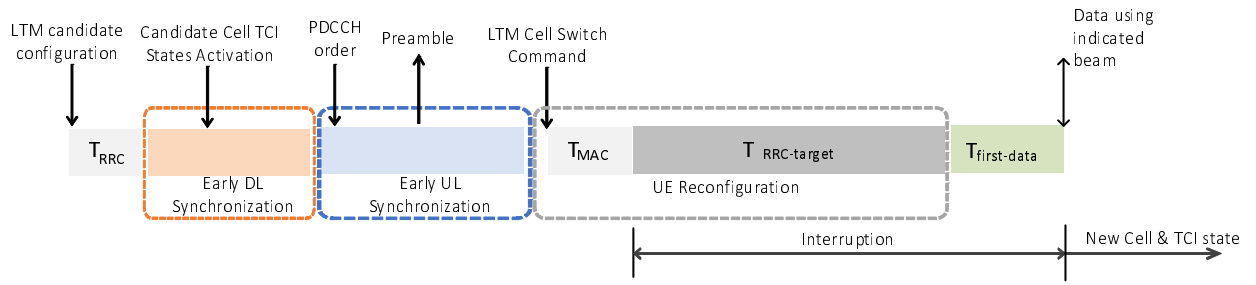 LTM candidate
configuration
Candidate Cell TCI
States Activation
PDCCH
order
Preamble
LTM Cell Switch
Command
Data using
indicated
beam
TRRC
TMAC
T RRC-target
Tfirst-data
Early DL
Synchronization
Early UL
Synchronization
UE Reconfiguration
Interruption
New Cell & TCI state